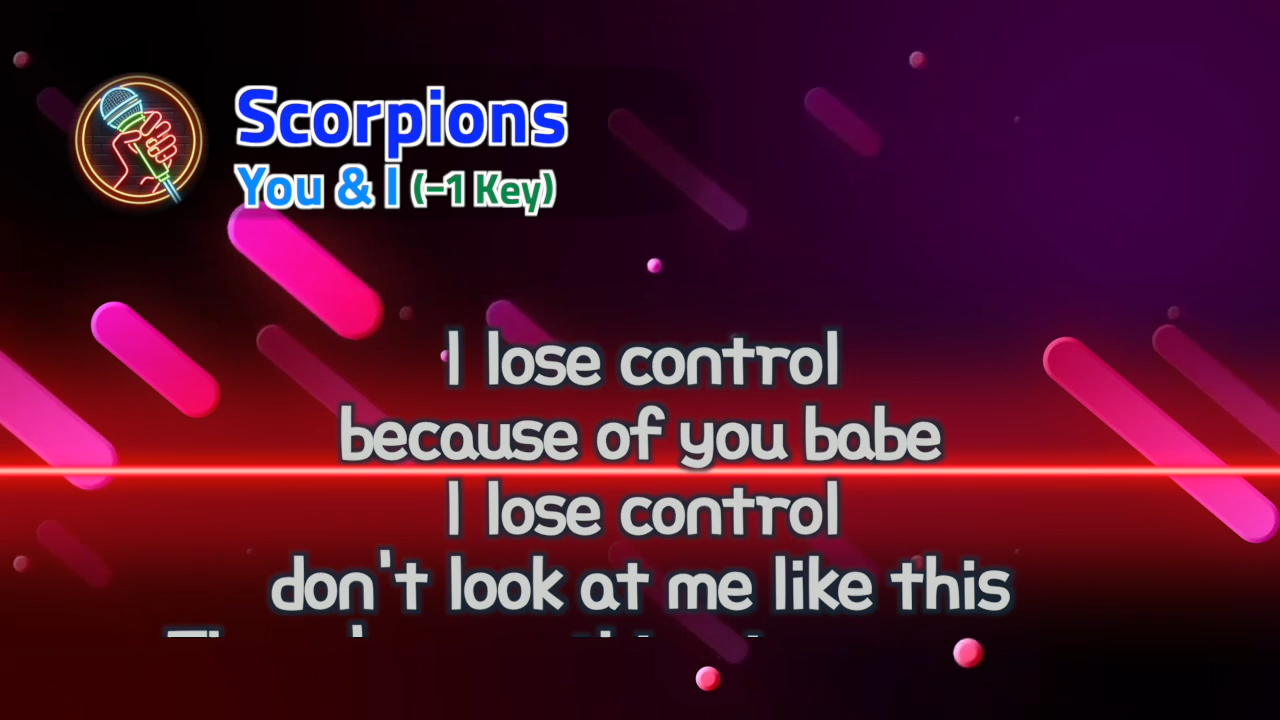 Scorpions
You & I (-1 Key)
I lose control
because of you babe
I lose control
don't look at me like this